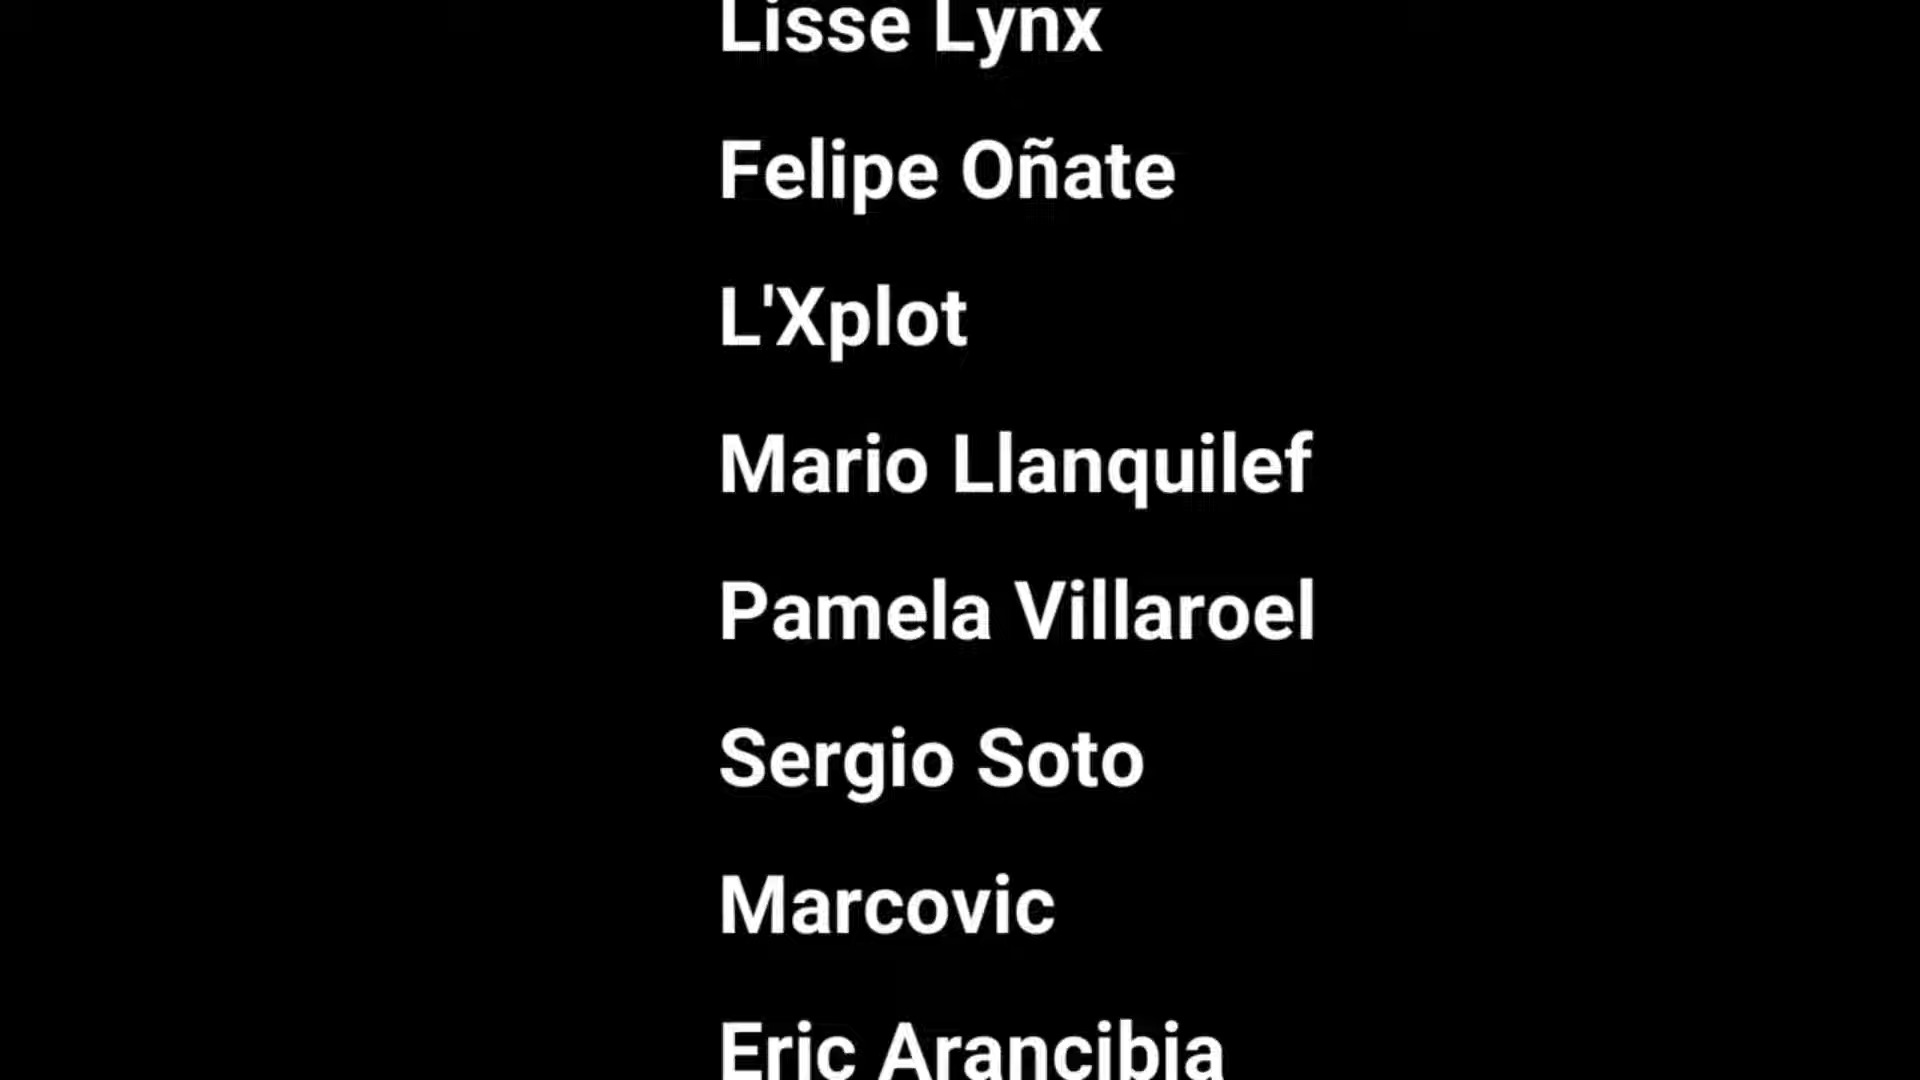 Lisse Lynx
Felipe Oñate
L'Xplot
Mario Llanquilef
Pamela Villaroel
Sergio Soto
Marcovic
Eric Arancibia